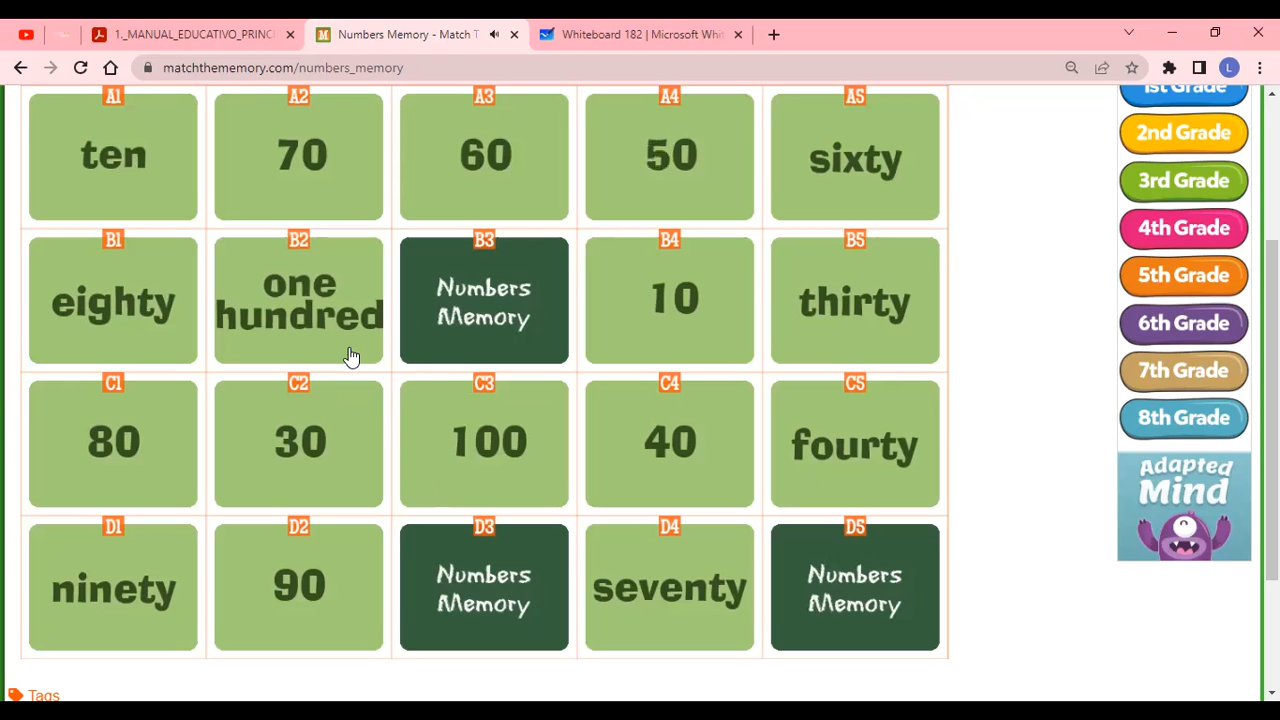 1._MANUAL_EDUCATIVO_PRINCI
Numbers Memory - Match T
Whiteboard 182 | Microsoft Whit
matchthememory.com/numbers_memory
L
A1
A2
A3
A4
A5
ten
70
60
50
sixty
B1
B2
B3
B4
B5
eighty
one
hundred
Numbers
Memory
10
thirty
C1
C2
C3
C4
C5
80
30
100
40
fourty
D1
D2
D3
D4
D5
ninety
90
Numbers
Memory
seventy
Numbers
Memory
Tags
1st Grade
2nd Grade
3rd Grade
4th Grade
5th Grade
6th Grade
7th Grade
8th Grade
Adapted
Mind